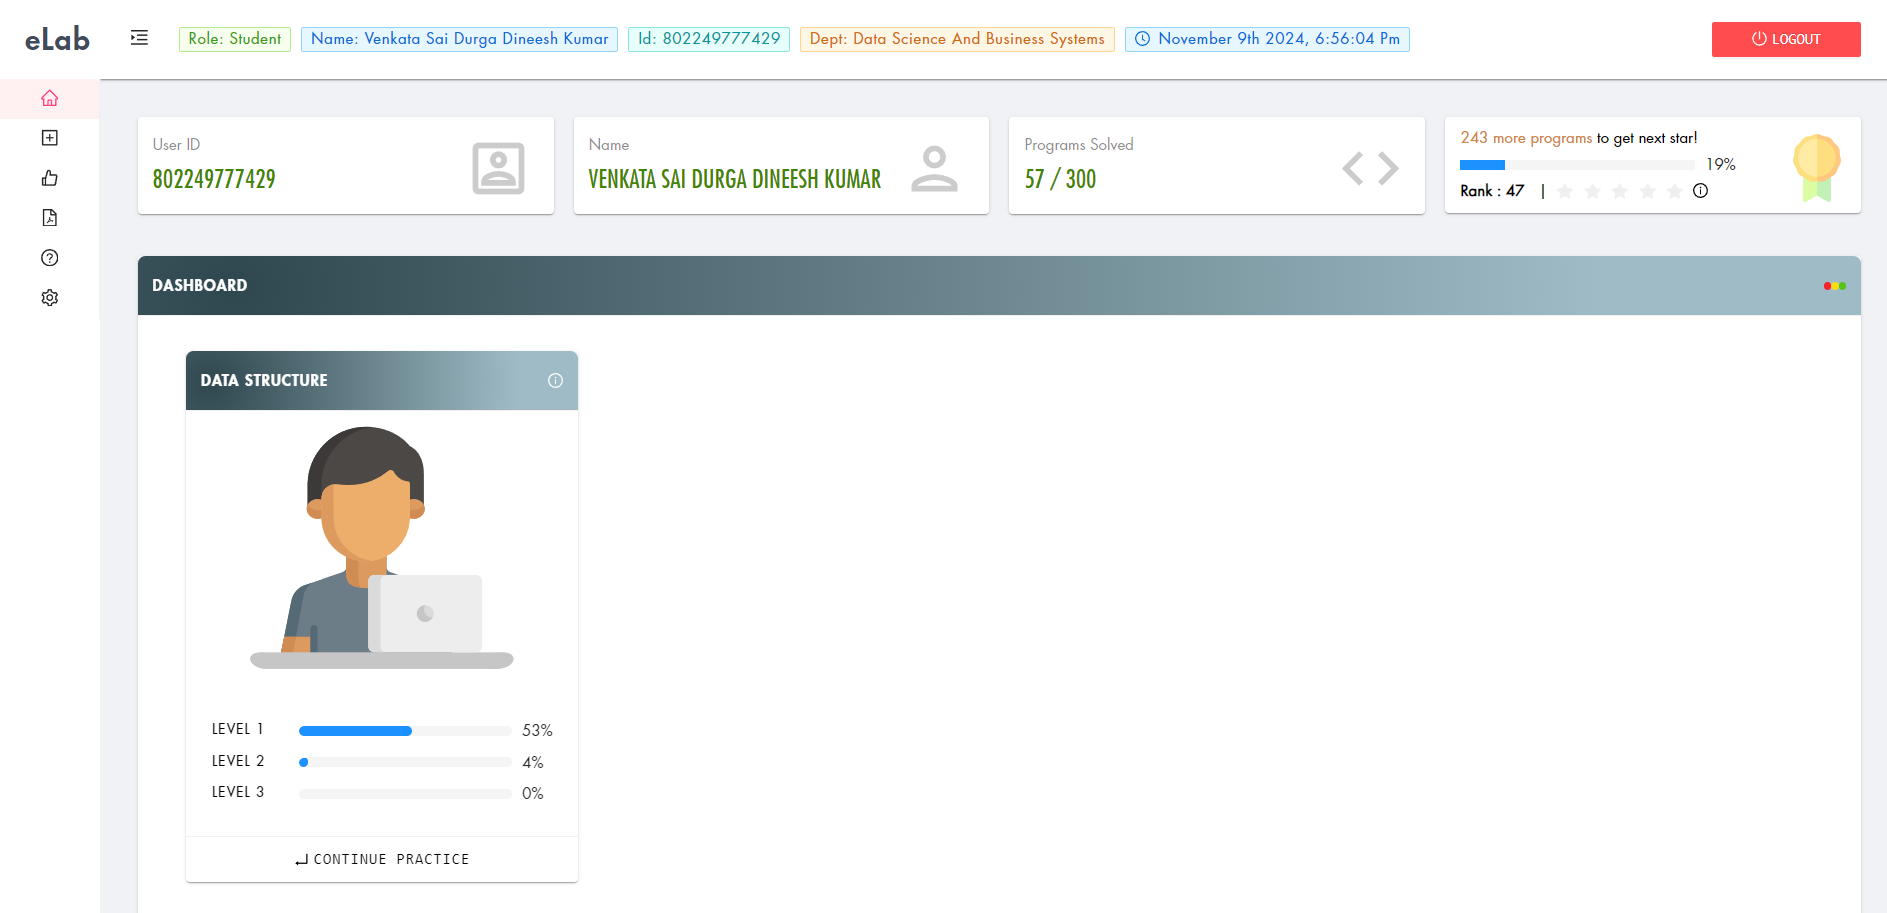 eLab
Role: Student
Name: Venkata Sai Durga Dineesh Kumar
Id: 802249777429
Dept: Data Science And Business Systems
November 9th 2024, 6:56:04 Pm
LOGOUT
User ID
802249777429
Name
VENKATA SAI DURGA DINEESH KUMAR
Programs Solved
57 / 300
243 more programs to get next star!
19%
Rank : 47 |
DASHBOARD
DATA STRUCTURE
LEVEL 1 53%
LEVEL 2 4%
LEVEL 3 0%
CONTINUE PRACTICE